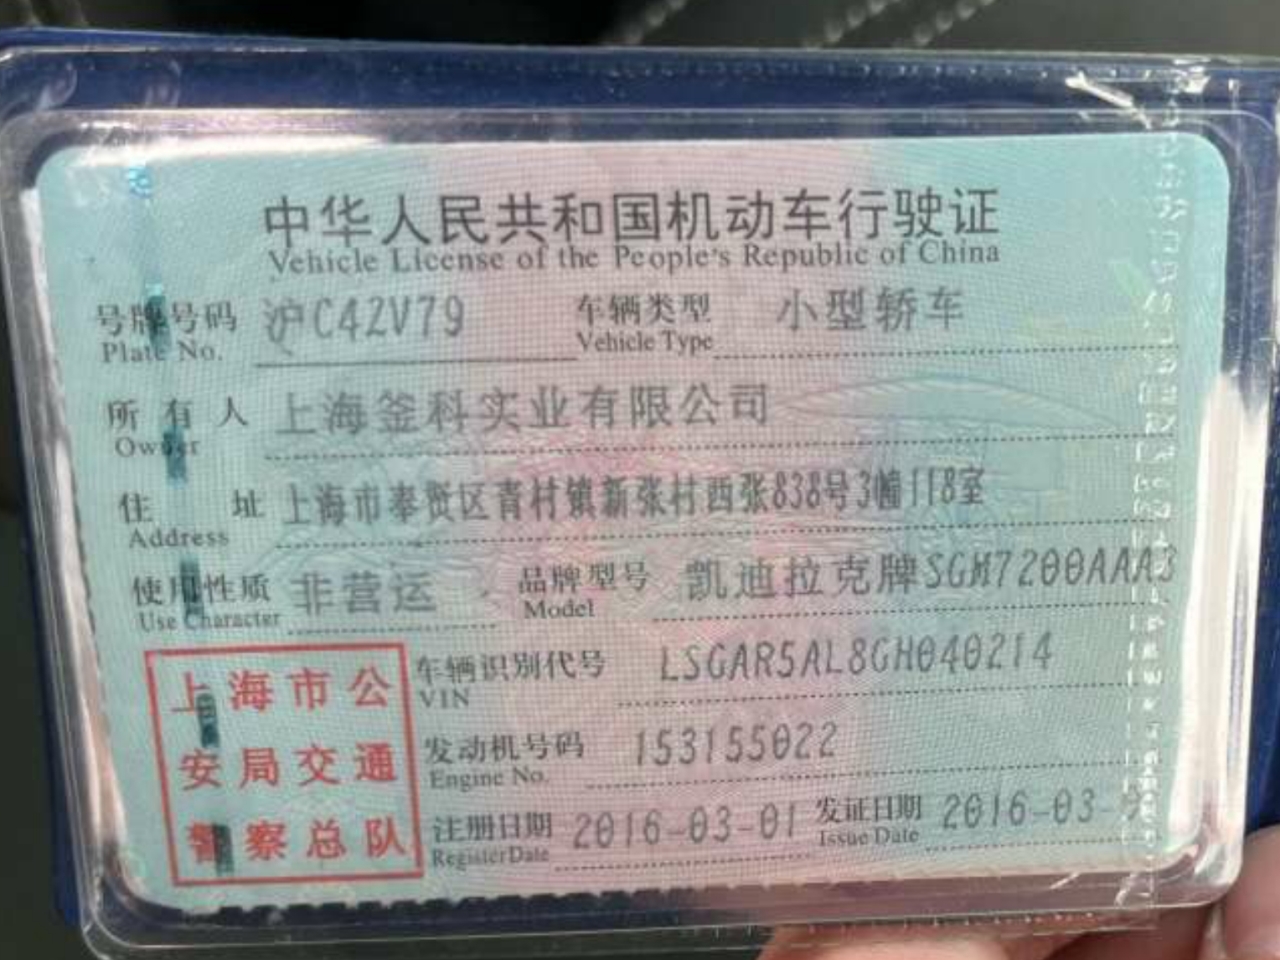 中华人民共和国机动车行驶证
Vehicle License of the People's Republic of China
号牌号码 沪C42V79 车辆类型 小型轿车
Plate No. Vehicle Type
所有人 上海釜科实业有限公司
Owner
住址 上海市奉贤区青村镇新张村西张838号3幢118室
Address
使用性质 非营运 品牌型号 凯迪拉克牌SGM7200AAA3
Use Character Model
上海市公
安局交通
警察总队
车辆识别代号 LSGAR5AL8GH040214
VIN
发动机号码 153155022
Engine No.
注册日期 2016-03-01 发证日期 2016-03-
Register Date Issue Date